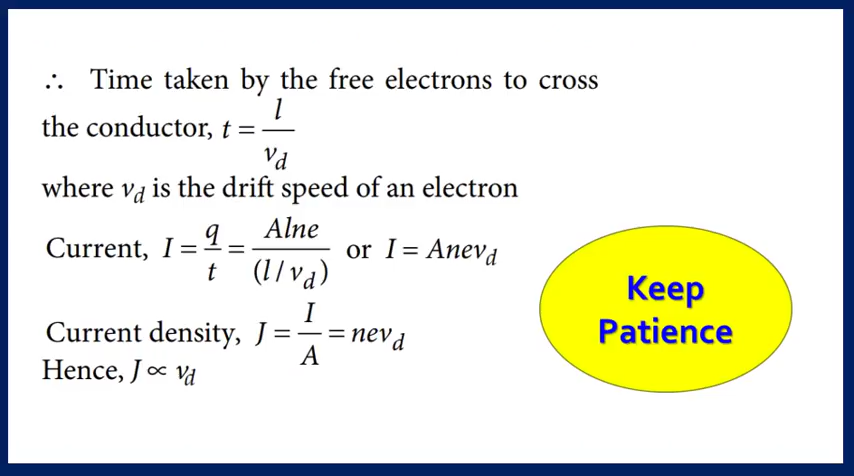 ∴ Time taken by the free electrons to cross
the conductor, t = l / v_d
where v_d is the drift speed of an electron
Current, I = q / t = Alne / (l / v_d) or I = Anev_d
Current density, J = I / A = nev_d
Hence, J ∝ v_d
Keep
Patience